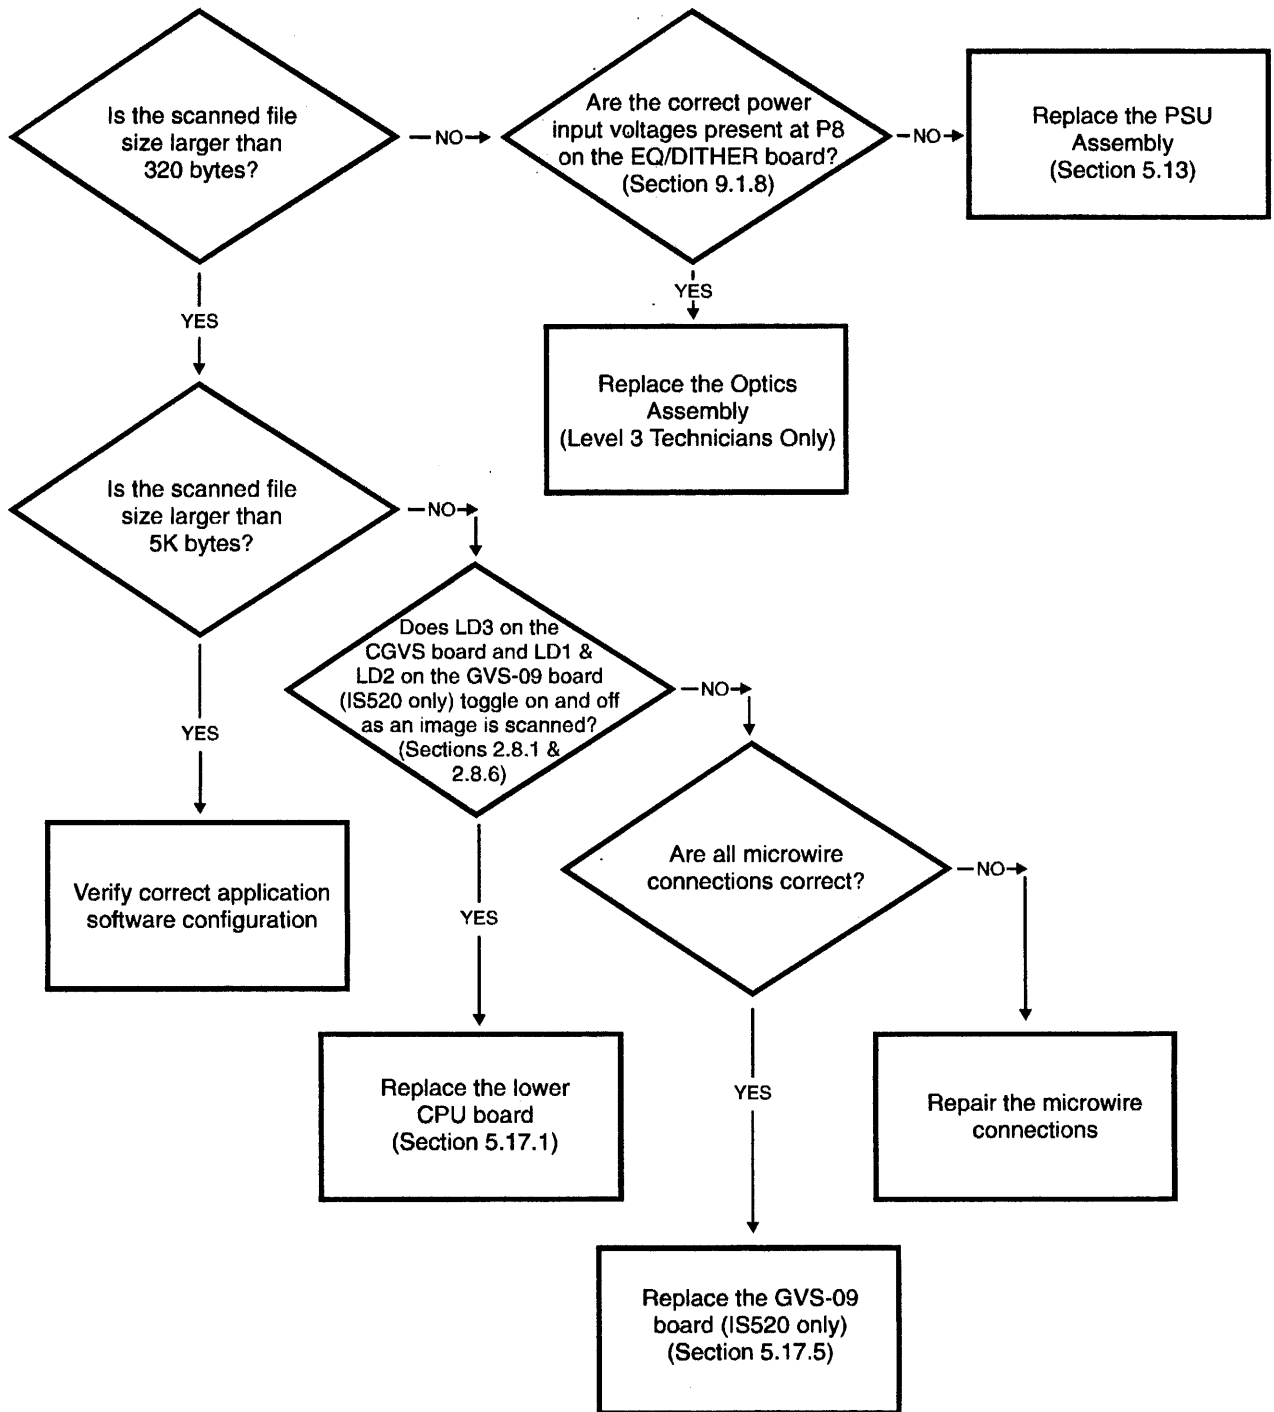 Is the scanned file
size larger than
320 bytes?
NO
Are the correct power
input voltages present at P8
on the EQ/DITHER board?
(Section 9.1.8)
NO
Replace the PSU
Assembly
(Section 5.13)
YES
YES
Replace the Optics
Assembly
(Level 3 Technicians Only)
Is the scanned file
size larger than
5K bytes?
NO
Does LD3 on the
CGVS board and LD1 &
LD2 on the GVS-09 board
(IS520 only) toggle on and off
as an image is scanned?
(Sections 2.8.1 &
2.8.6)
NO
YES
Verify correct application
software configuration
Are all microwire
connections correct?
NO
YES
Replace the lower
CPU board
(Section 5.17.1)
YES
Repair the microwire
connections
Replace the GVS-09
board (IS520 only)
(Section 5.17.5)